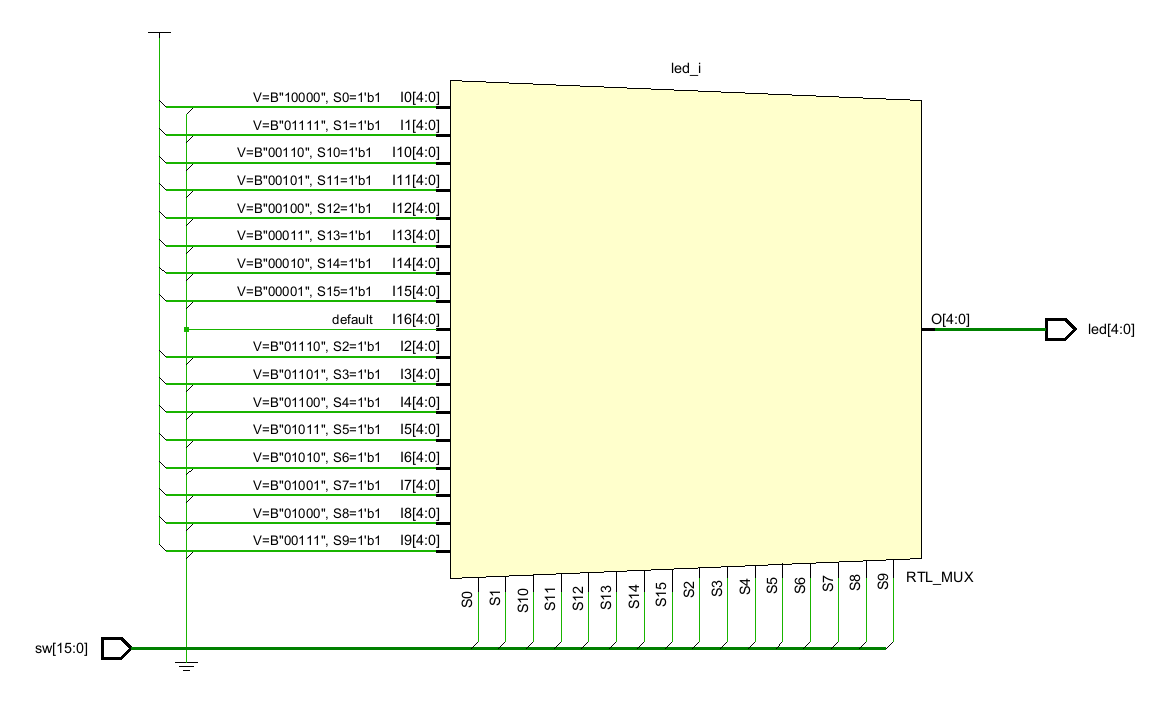 led_i
V=B"10000", S0=1'b1 I0[4:0]
V=B"01111", S1=1'b1 I1[4:0]
V=B"00110", S10=1'b1 I10[4:0]
V=B"00101", S11=1'b1 I11[4:0]
V=B"00100", S12=1'b1 I12[4:0]
V=B"00011", S13=1'b1 I13[4:0]
V=B"00010", S14=1'b1 I14[4:0]
V=B"00001", S15=1'b1 I15[4:0]
default I16[4:0]
O[4:0]
led[4:0]
V=B"01110", S2=1'b1 I2[4:0]
V=B"01101", S3=1'b1 I3[4:0]
V=B"01100", S4=1'b1 I4[4:0]
V=B"01011", S5=1'b1 I5[4:0]
V=B"01010", S6=1'b1 I6[4:0]
V=B"01001", S7=1'b1 I7[4:0]
V=B"01000", S8=1'b1 I8[4:0]
V=B"00111", S9=1'b1 I9[4:0]
RTL_MUX
S0
S1
S10
S11
S12
S13
S14
S15
S2
S3
S4
S5
S6
S7
S8
S9
sw[15:0]